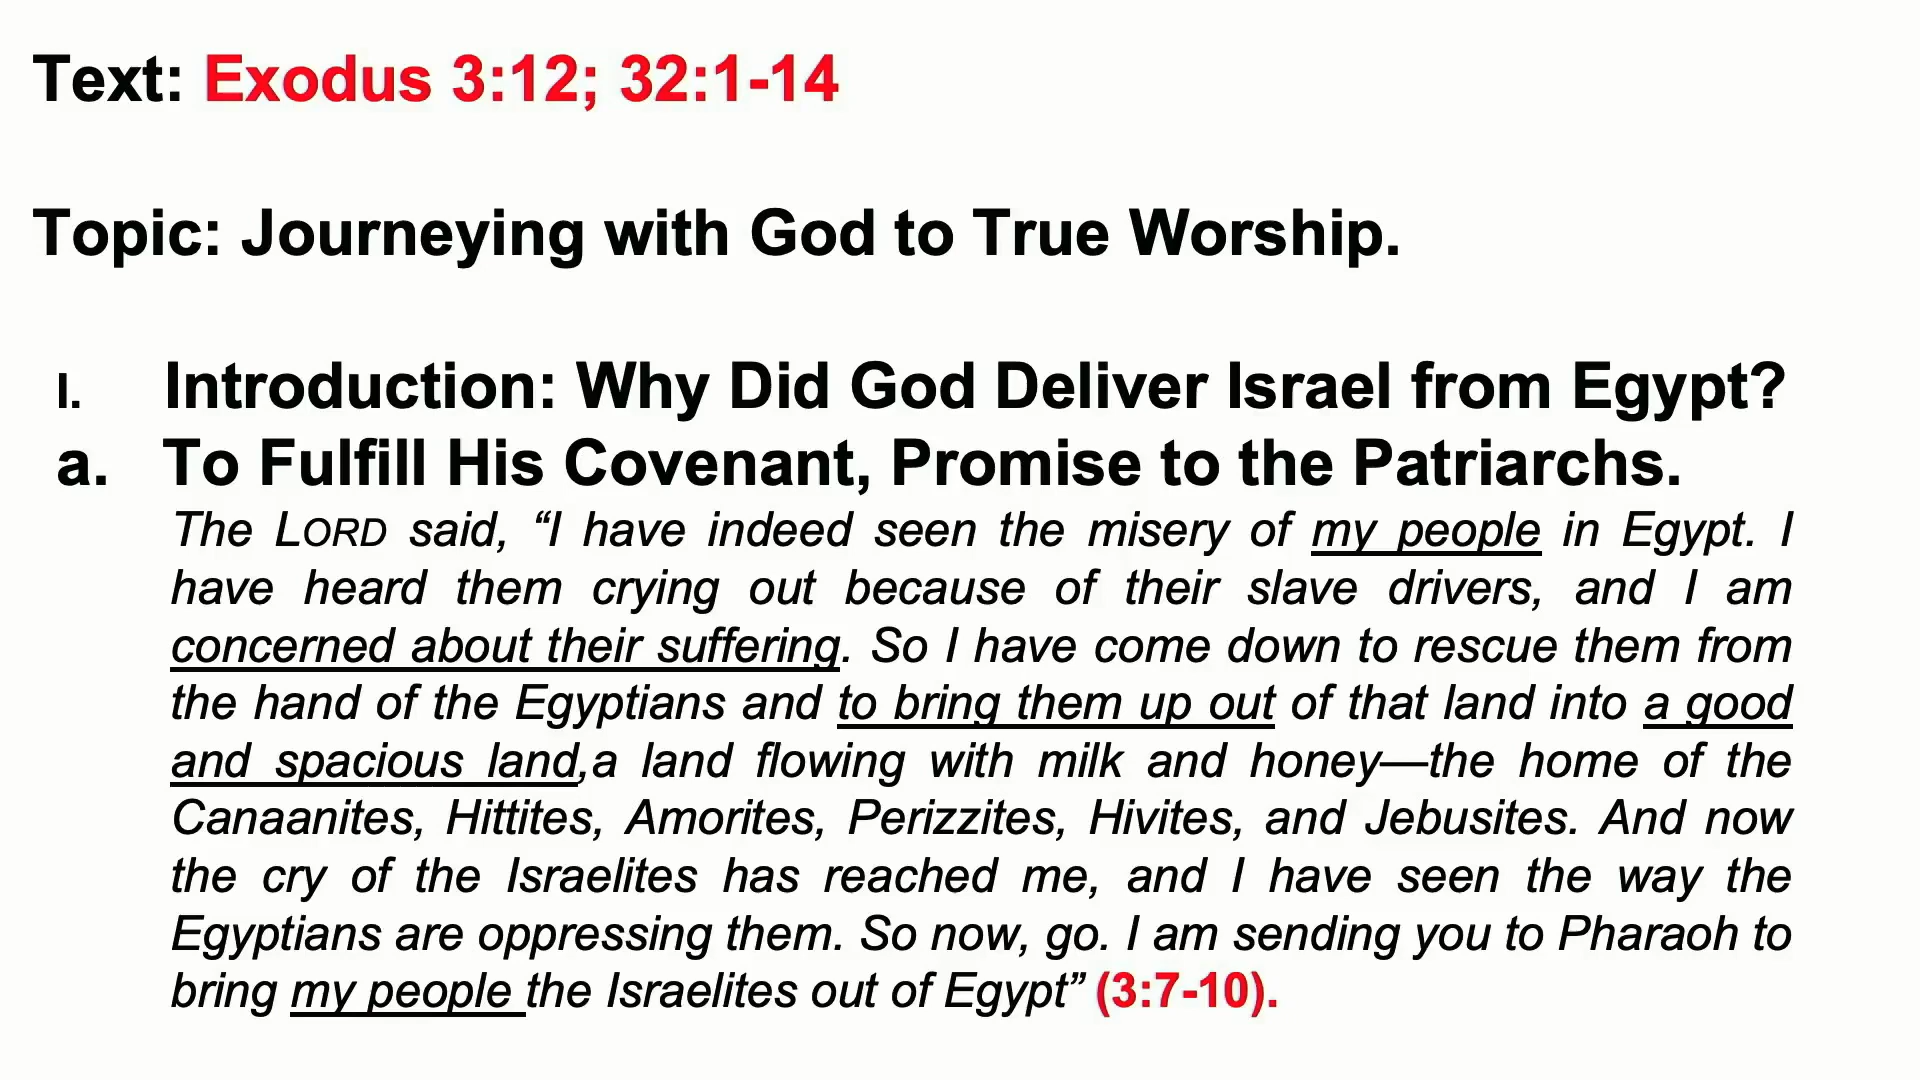 Text: Exodus 3:12; 32:1-14
Topic: Journeying with God to True Worship.
I. Introduction: Why Did God Deliver Israel from Egypt?
a. To Fulfill His Covenant, Promise to the Patriarchs.
The LORD said, “I have indeed seen the misery of my people in Egypt. I
have heard them crying out because of their slave drivers, and I am
concerned about their suffering. So I have come down to rescue them from
the hand of the Egyptians and to bring them up out of that land into a good
and spacious land,a land flowing with milk and honey—the home of the
Canaanites, Hittites, Amorites, Perizzites, Hivites, and Jebusites. And now
the cry of the Israelites has reached me, and I have seen the way the
Egyptians are oppressing them. So now, go. I am sending you to Pharaoh to
bring my people the Israelites out of Egypt” (3:7-10).